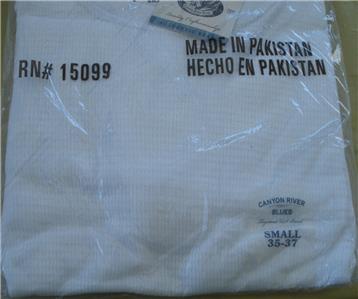 RN# 15099
MADE IN PAKISTAN
HECHO EN PAKISTAN
CANYON RIVER
BLUES
SMALL
35-37